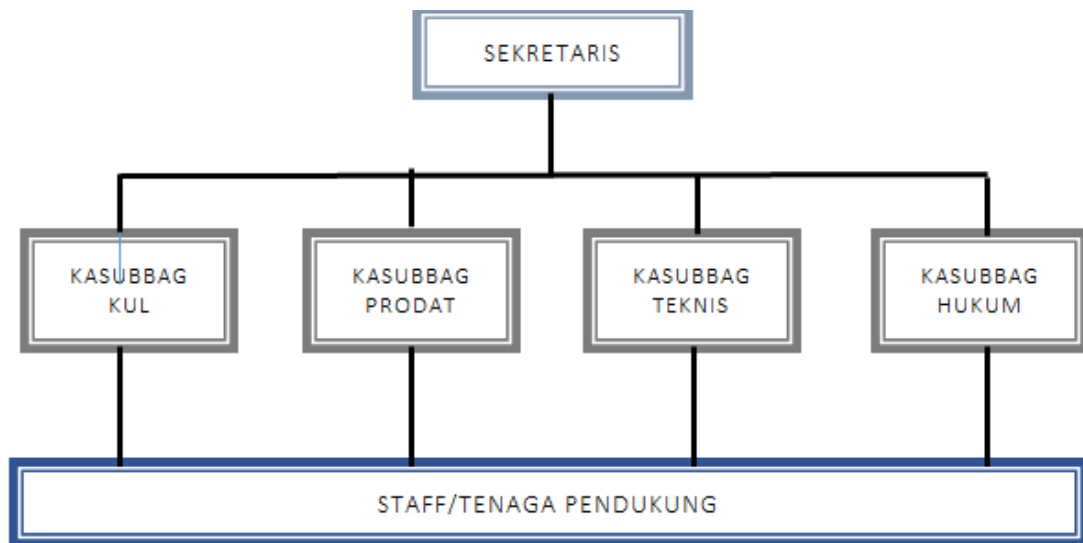 SEKRETARIS
KASUBBAG
KUL
KASUBBAG
PRODAT
KASUBBAG
TEKNIS
KASUBBAG
HUKUM
STAFF/TENAGA PENDUKUNG